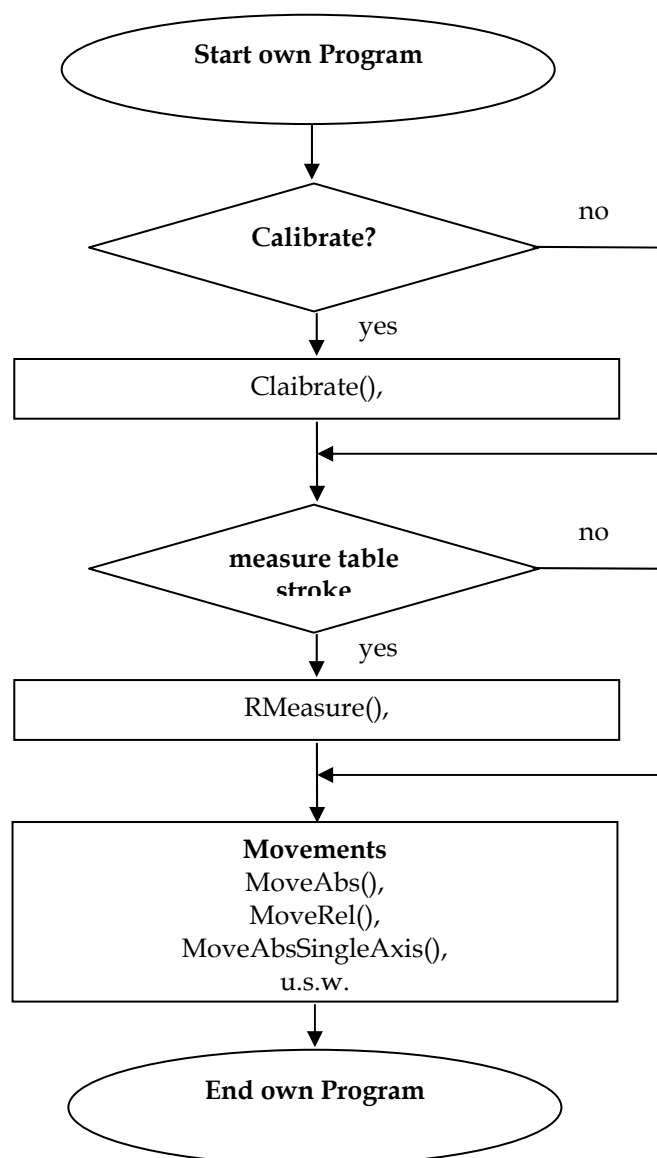 Start own Program
Calibrate?
no
yes
Claibrate(),
measure table
stroke
no
yes
RMeasure(),
Movements
MoveAbs(),
MoveRel(),
MoveAbsSingleAxis(),
u.s.w.
End own Program